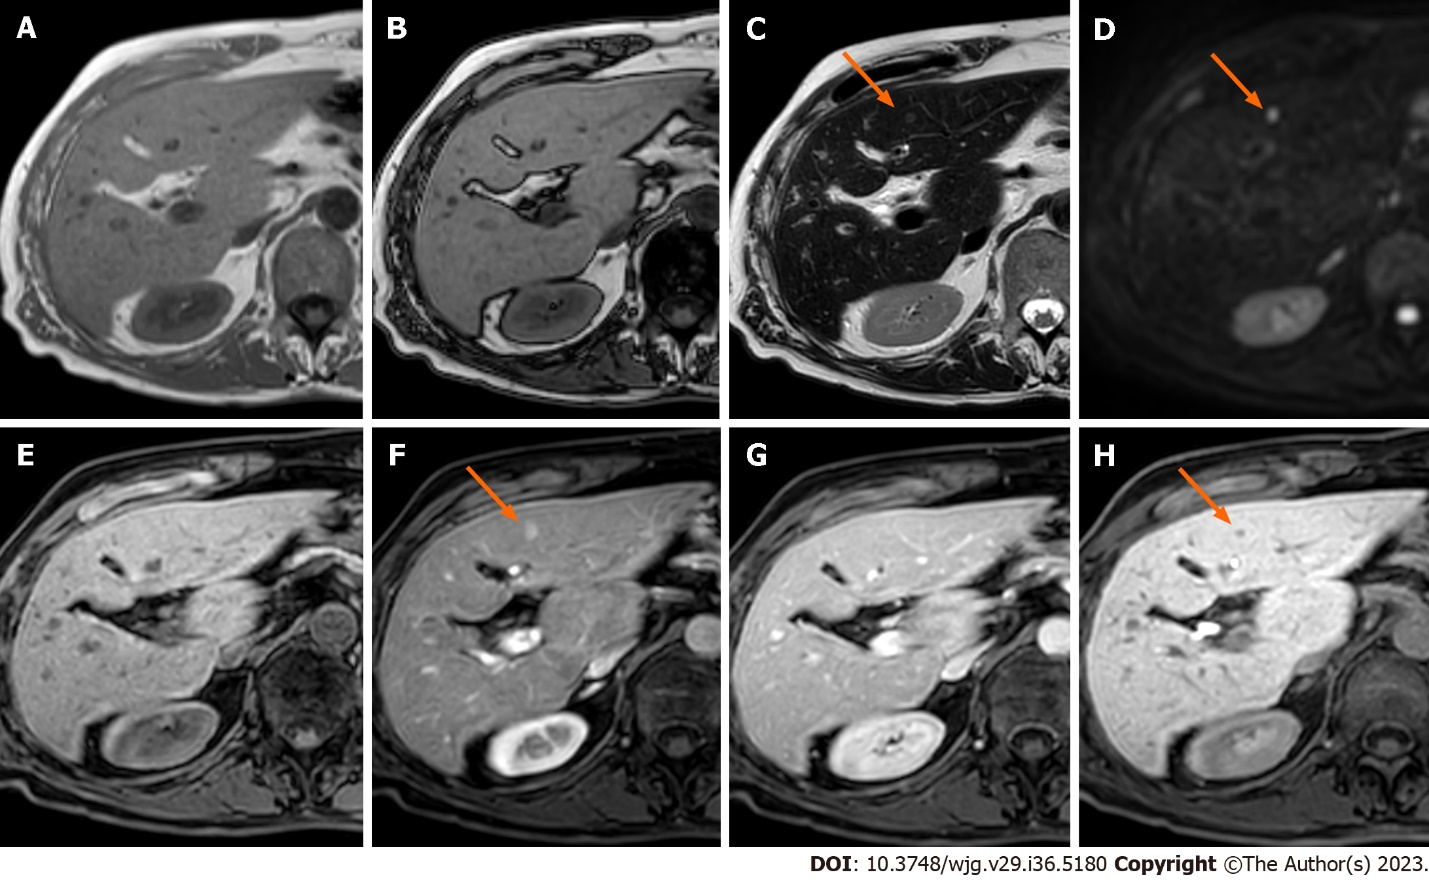 A B C D
E F G H
DOI: 10.3748/wjg.v29.i36.5180 Copyright ©The Author(s) 2023.